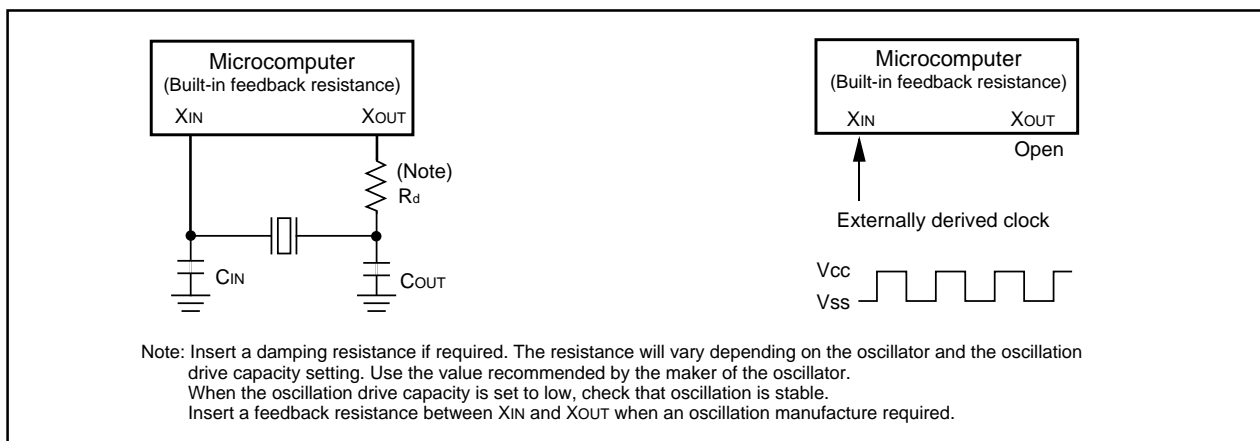 Microcomputer
(Built-in feedback resistance)
XIN XOUT
(Note)
Rd
CIN
COUT
Microcomputer
(Built-in feedback resistance)
XIN XOUT
Open
Externally derived clock
Vcc
Vss
Note: Insert a damping resistance if required. The resistance will vary depending on the oscillator and the oscillation
drive capacity setting. Use the value recommended by the maker of the oscillator.
When the oscillation drive capacity is set to low, check that oscillation is stable.
Insert a feedback resistance between XIN and XOUT when an oscillation manufacture required.